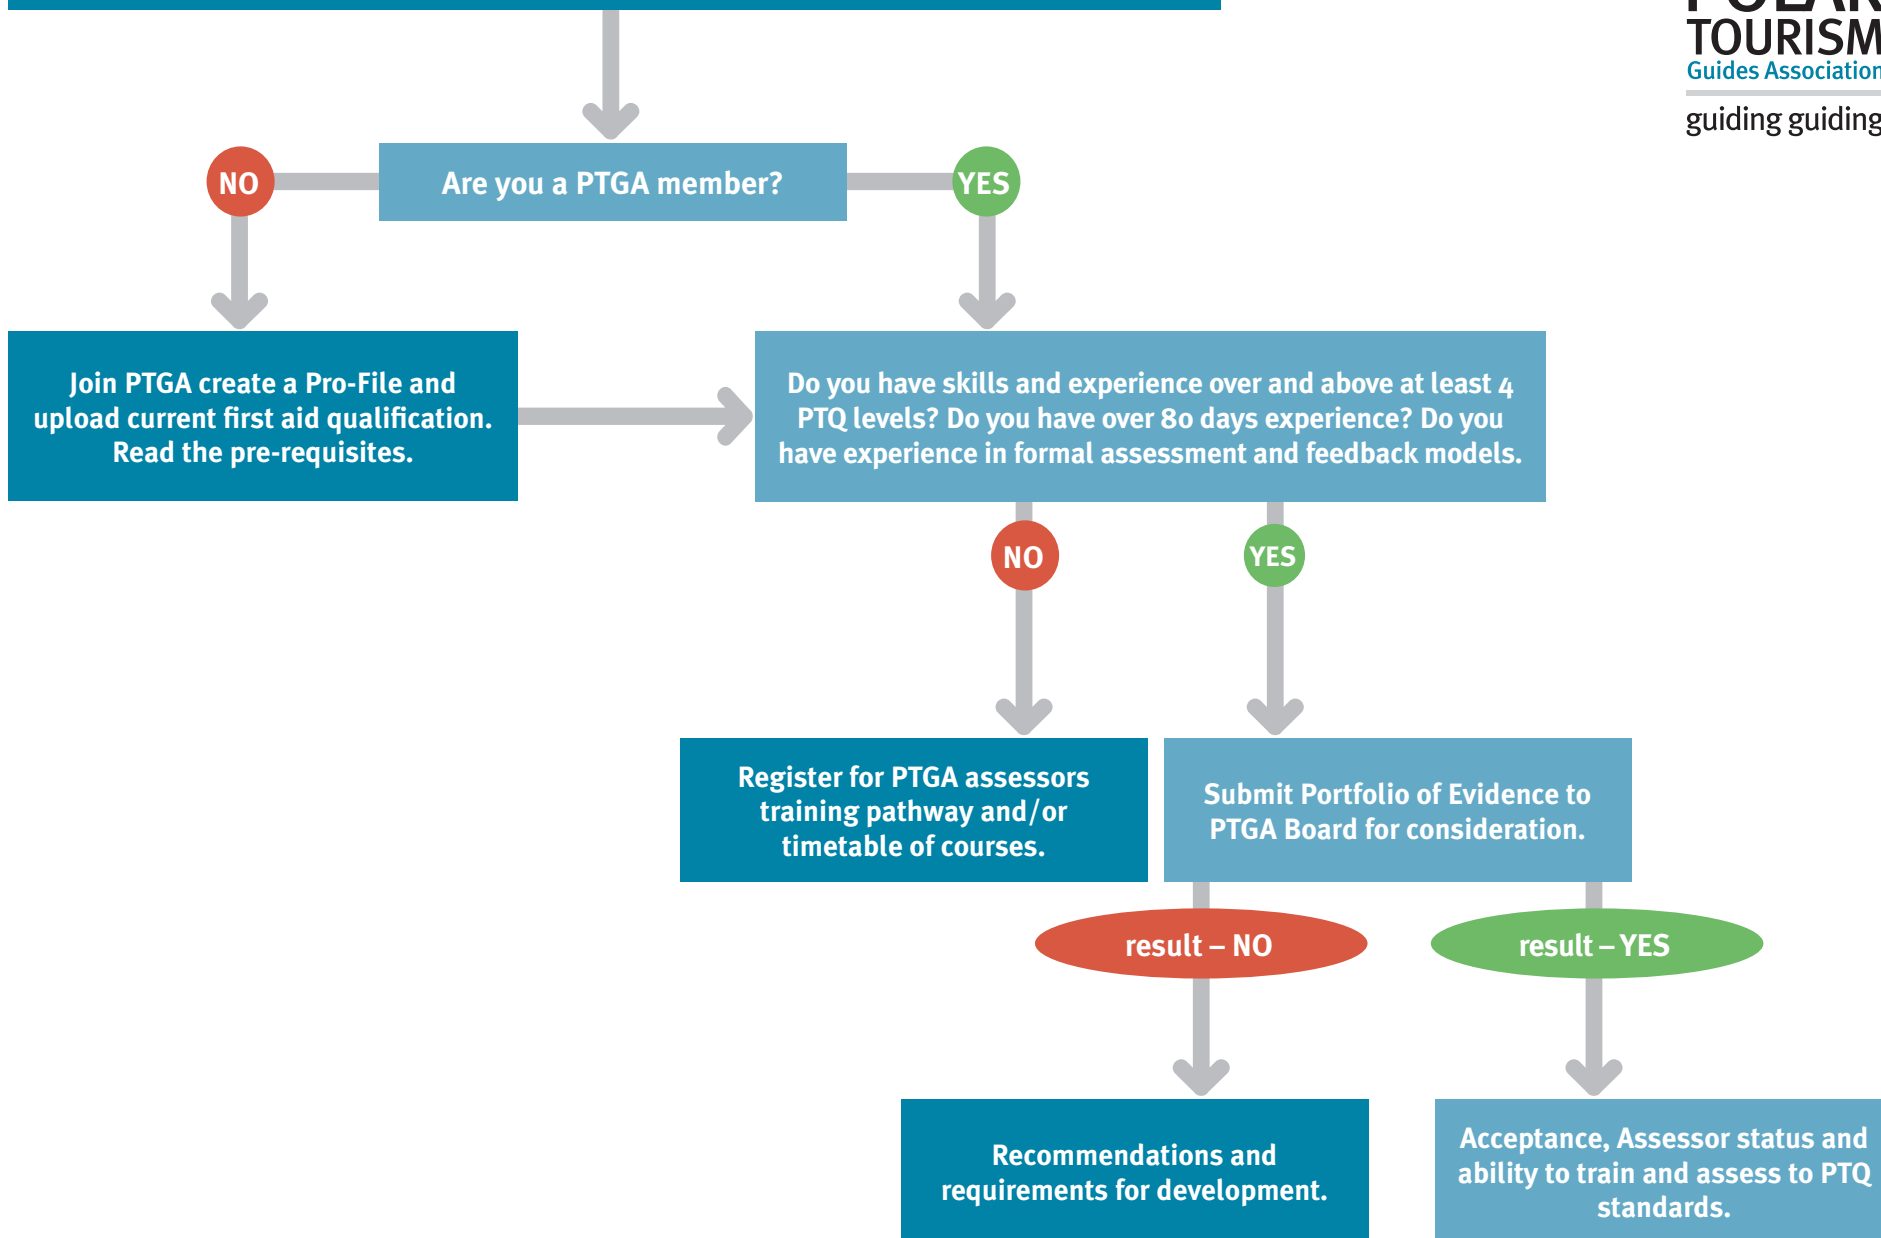 TOURISM
Guides Association
guiding guiding
NO
Are you a PTGA member?
YES
Join PTGA create a Pro-File and
upload current first aid qualification.
Read the pre-requisites.
Do you have skills and experience over and above at least 4
PTQ levels? Do you have over 80 days experience? Do you
have experience in formal assessment and feedback models.
NO
YES
Register for PTGA assessors
training pathway and/or
timetable of courses.
Submit Portfolio of Evidence to
PTGA Board for consideration.
result – NO
result – YES
Recommendations and
requirements for development.
Acceptance, Assessor status and
ability to train and assess to PTQ
standards.